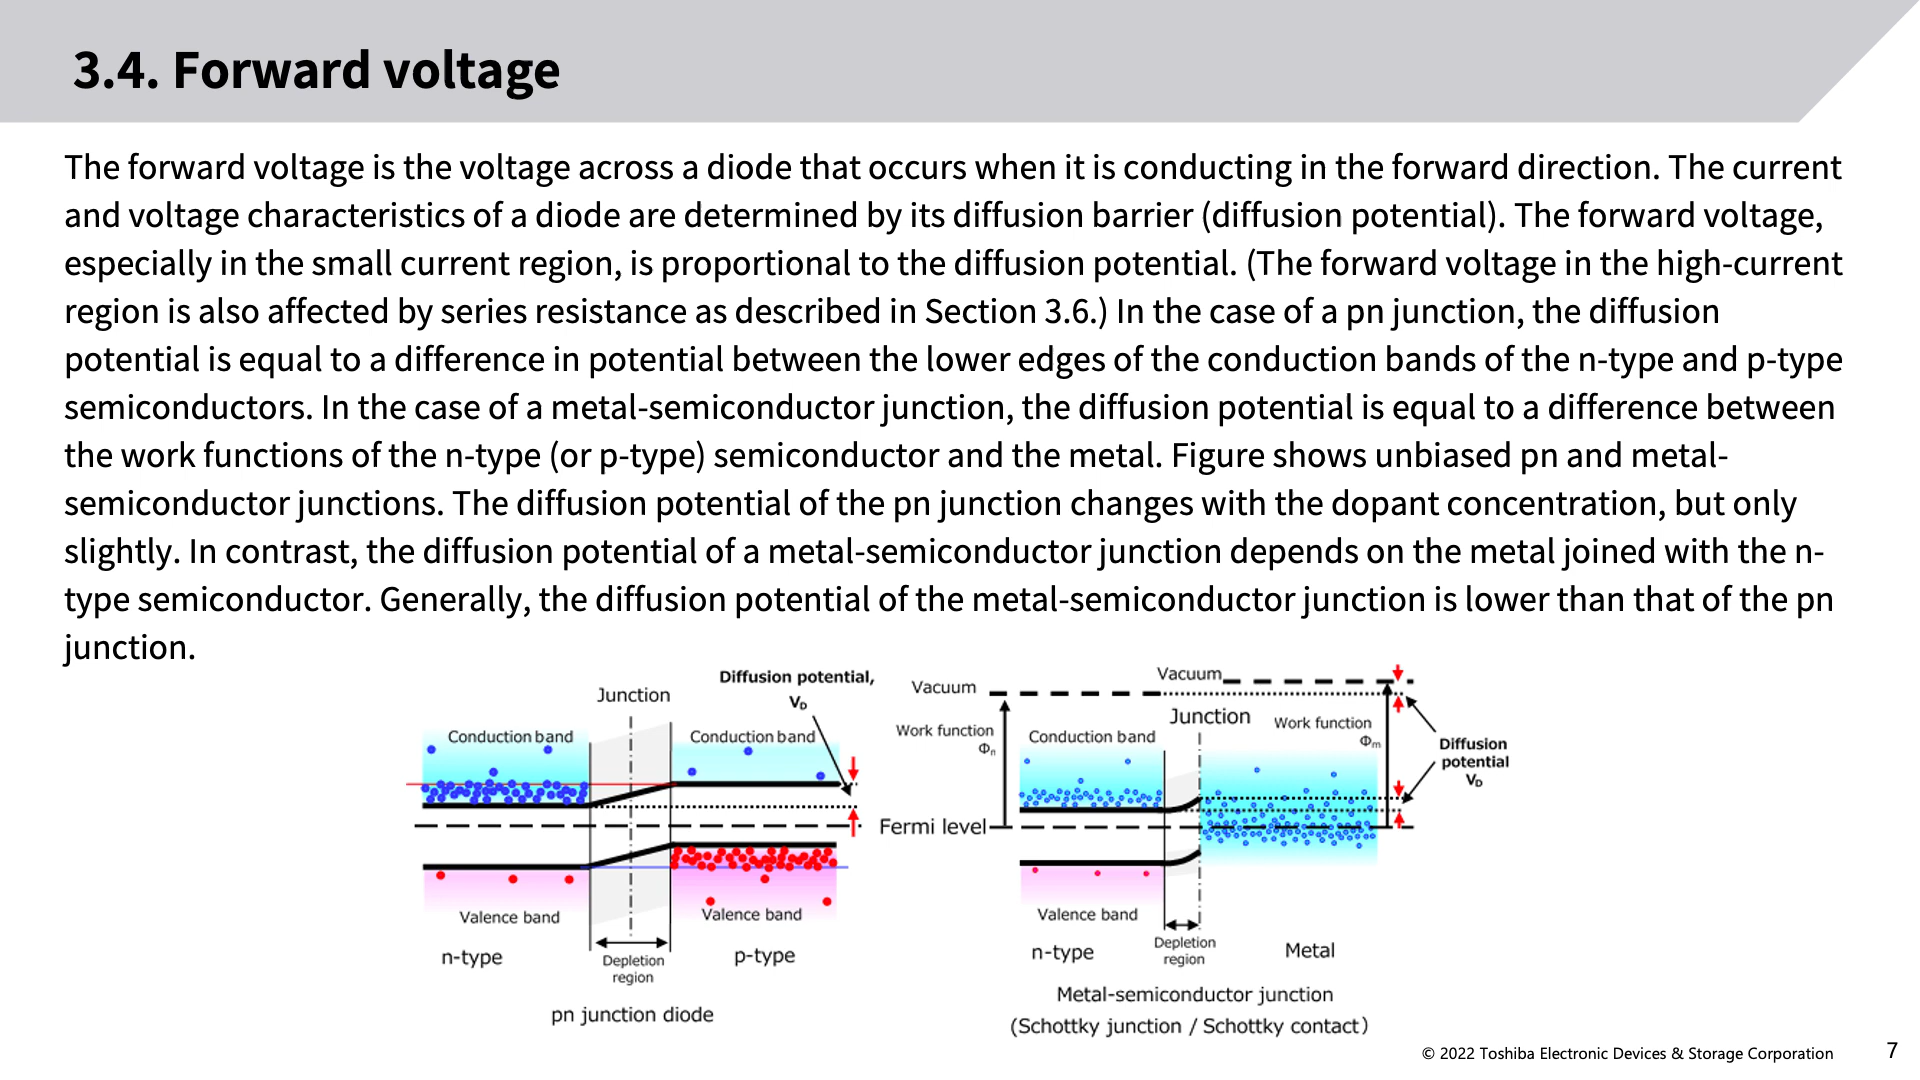 3.4. Forward voltage
The forward voltage is the voltage across a diode that occurs when it is conducting in the forward direction. The current
and voltage characteristics of a diode are determined by its diffusion barrier (diffusion potential). The forward voltage,
especially in the small current region, is proportional to the diffusion potential. (The forward voltage in the high-current
region is also affected by series resistance as described in Section 3.6.) In the case of a pn junction, the diffusion
potential is equal to a difference in potential between the lower edges of the conduction bands of the n-type and p-type
semiconductors. In the case of a metal-semiconductor junction, the diffusion potential is equal to a difference between
the work functions of the n-type (or p-type) semiconductor and the metal. Figure shows unbiased pn and metal-
semiconductor junctions. The diffusion potential of the pn junction changes with the dopant concentration, but only
slightly. In contrast, the diffusion potential of a metal-semiconductor junction depends on the metal joined with the n-
type semiconductor. Generally, the diffusion potential of the metal-semiconductor junction is lower than that of the pn
junction.
Junction
Diffusion potential,
VD
Conduction band
Conduction band
Valence band
Valence band
n-type
Depletion
region
p-type
pn junction diode
Vacuum
Vacuum
Work function
Φn
Junction
Work function
Φm
Conduction band
Diffusion
potential
VD
Fermi level
Valence band
n-type
Depletion
region
Metal
Metal-semiconductor junction
(Schottky junction / Schottky contact)
© 2022 Toshiba Electronic Devices & Storage Corporation
7